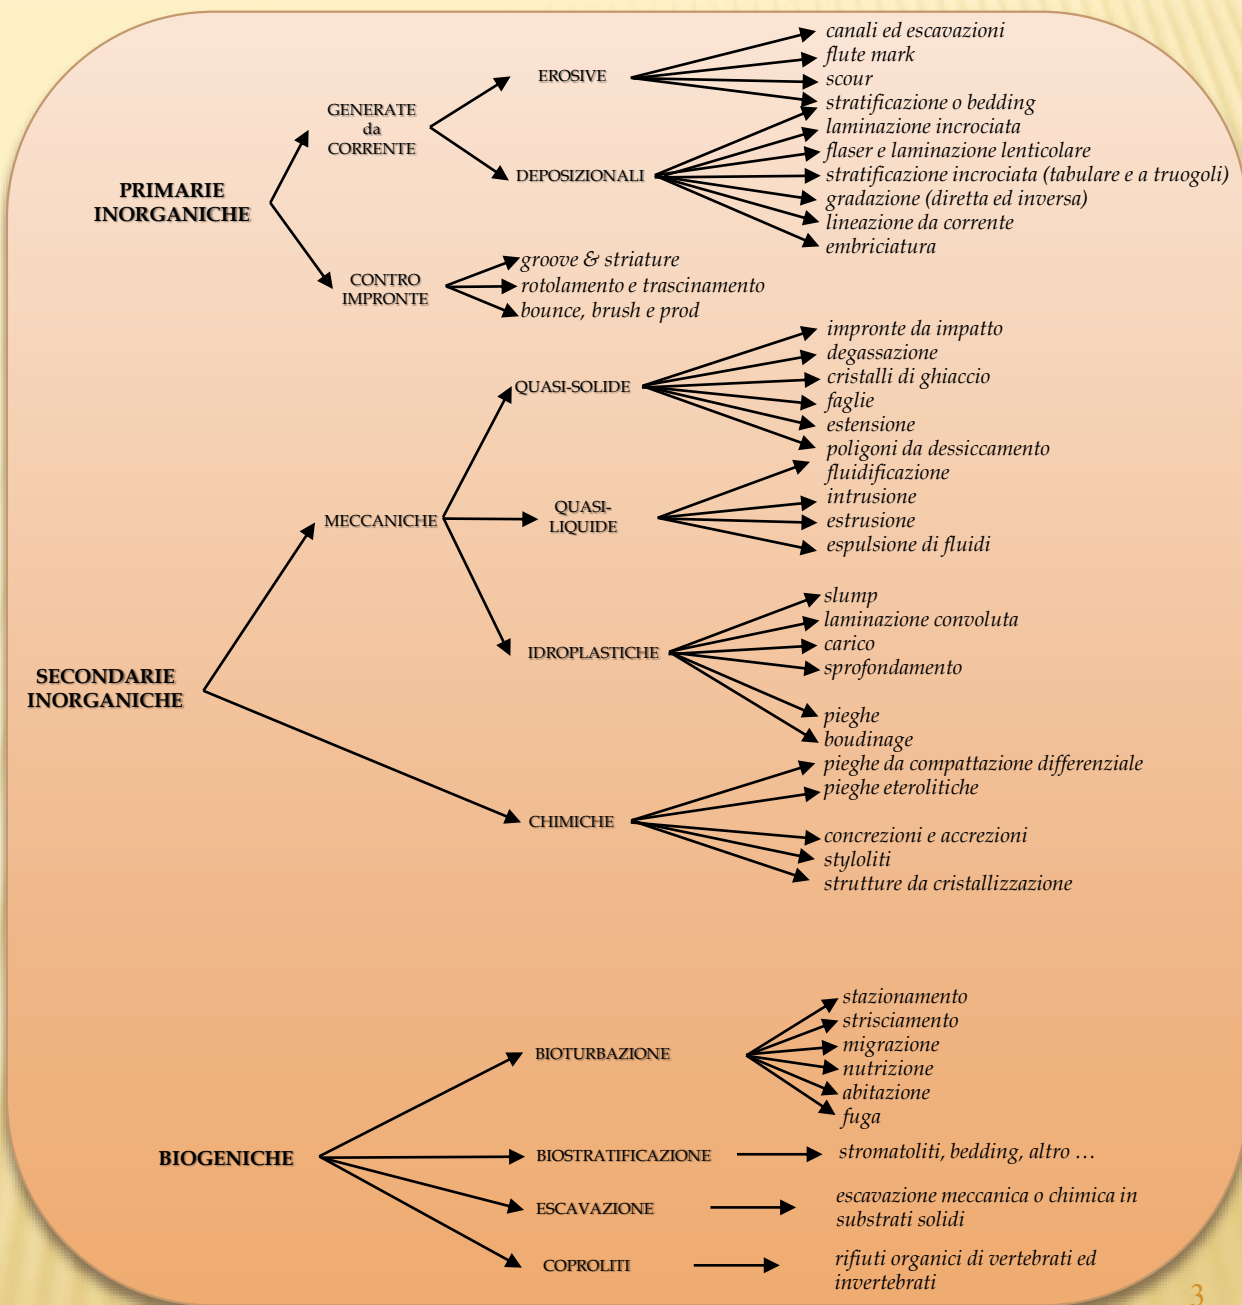 PRIMARIE
INORGANICHE
GENERATE
da
CORRENTE
EROSIVE
canali ed escavazioni
flute mark
scour
stratificazione o bedding
DEPOSIZIONALI
laminazione incrociata
flaser e laminazione lenticolare
stratificazione incrociata (tabulare e a truogoli)
gradazione (diretta ed inversa)
lineazione da corrente
embriciatura
CONTRO
IMPRONTE
groove & striature
rotolamento e trascinamento
bounce, brush e prod
SECONDARIE
INORGANICHE
MECCANICHE
QUASI-SOLIDE
impronte da impatto
degassazione
cristalli di ghiaccio
faglie
estensione
poligoni da dessiccamento
QUASI-
LIQUIDE
fluidificazione
intrusione
estrusione
espulsione di fluidi
IDROPLASTICHE
slump
laminazione convoluta
carico
sprofondamento
pieghe
boudinage
CHIMICHE
pieghe da compattazione differenziale
pieghe eterolitiche
concrezioni e accrezioni
styloliti
strutture da cristallizzazione
BIOGENICHE
BIOTURBAZIONE
stazionamento
strisciamento
migrazione
nutrizione
abitazione
fuga
BIOSTRATIFICAZIONE
stromatoliti, bedding, altro …
ESCAVAZIONE
escavazione meccanica o chimica in
substrati solidi
COPROLITI
rifiuti organici di vertebrati ed
invertebrati
3